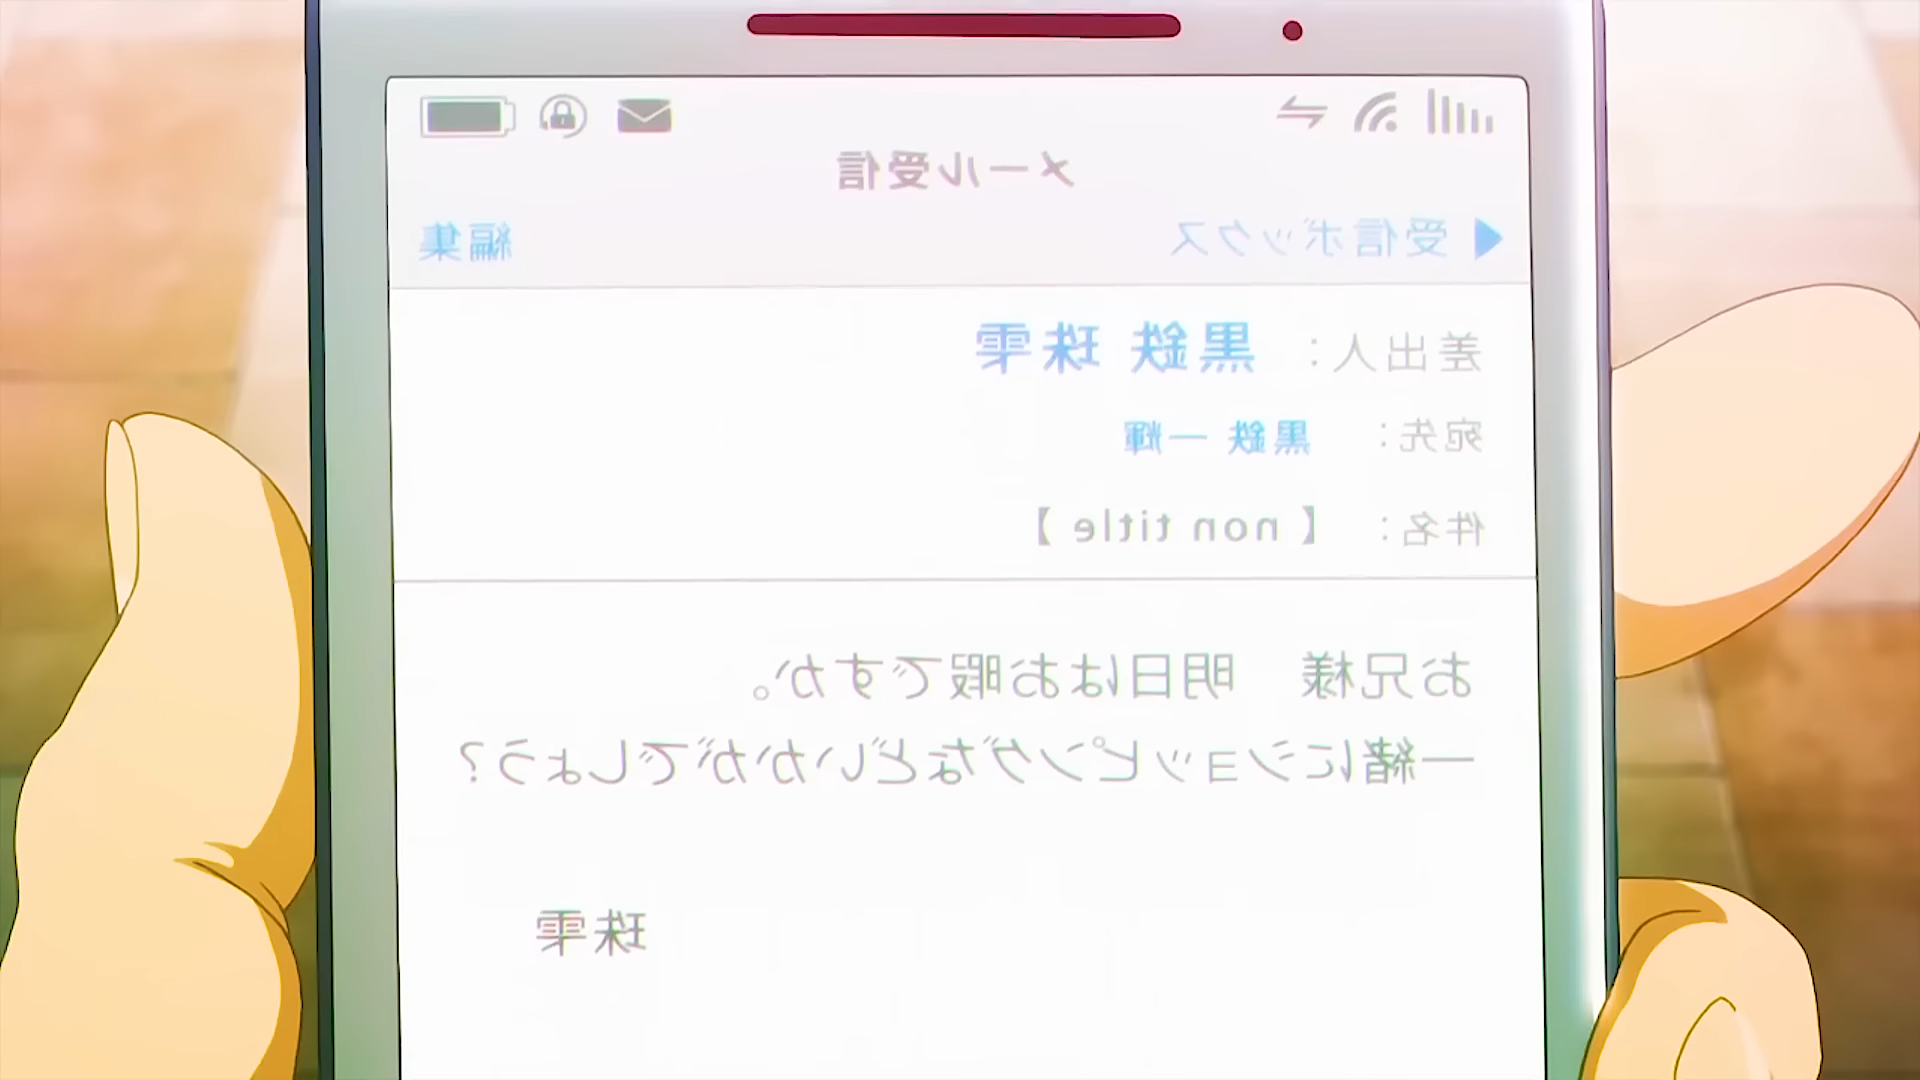 メール受信
受信ボックス 編集
差出人: 黒鉄 珠雫
宛先: 黒鉄 一輝
件名: 【 non title 】
お兄様　明日はお暇ですか。
一緒にショッピングなどいかがでしょう?
珠雫